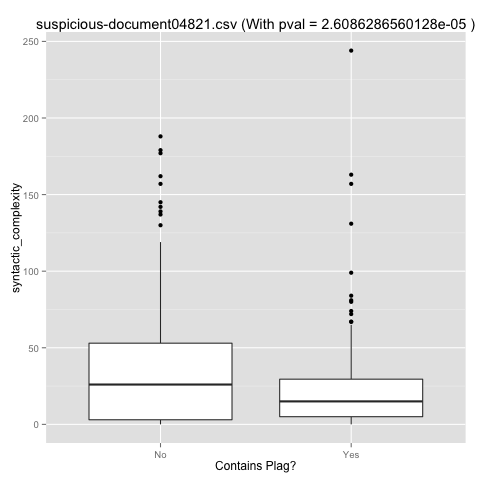 suspicious-document04821.csv (With pval = 2.6086286560128e-05 )
250
200
150
100
50
0
syntactic_complexity
No
Yes
Contains Plag?